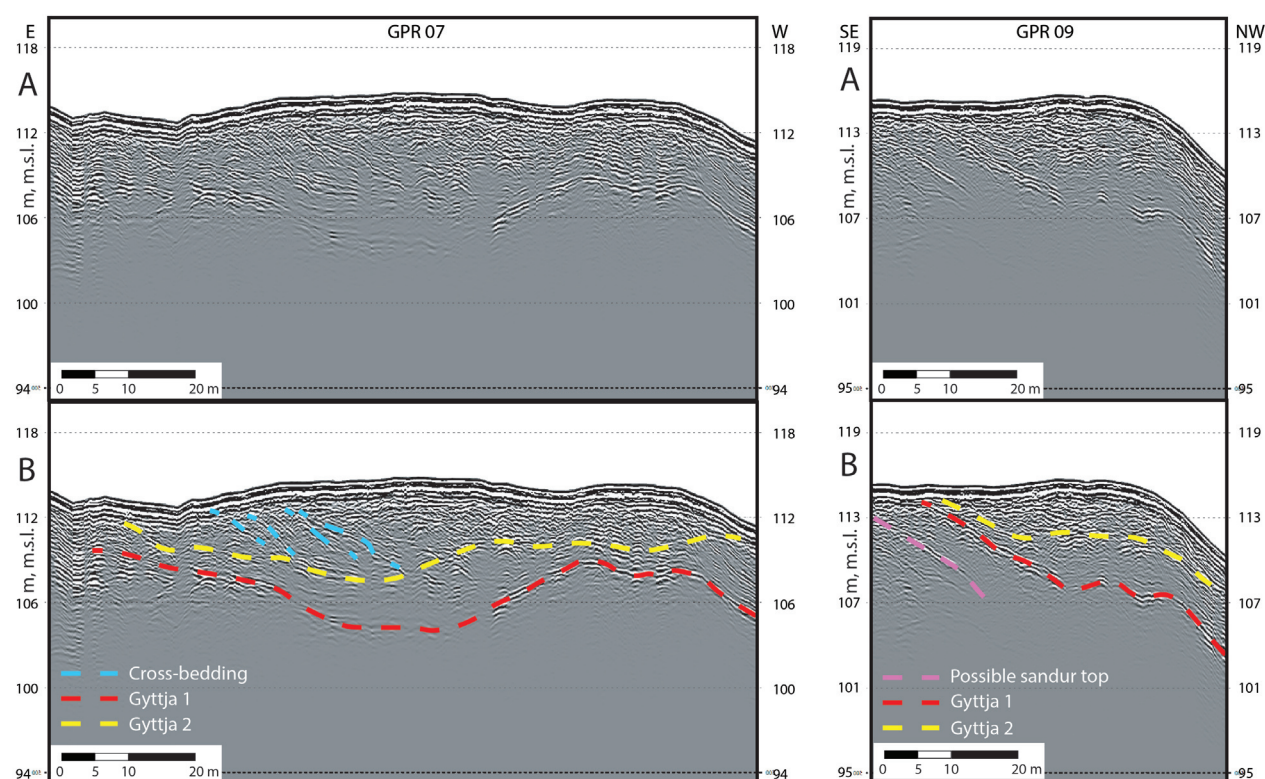 E
GPR 07
W
118
118
A
112
112
m, m.s.l.
106
106
100
100
0 5 10 20 m
94
94
118
118
B
112
112
m, m.s.l.
106
106
Cross-bedding
Gyttja 1
Gyttja 2
100
100
0 5 10 20 m
94
94
SE
GPR 09
NW
119
119
A
113
113
m, m.s.l.
107
107
101
101
0 5 10 20 m
95
95
119
119
B
113
113
m, m.s.l.
107
107
Possible sandur top
Gyttja 1
Gyttja 2
101
101
0 5 10 20 m
95
95